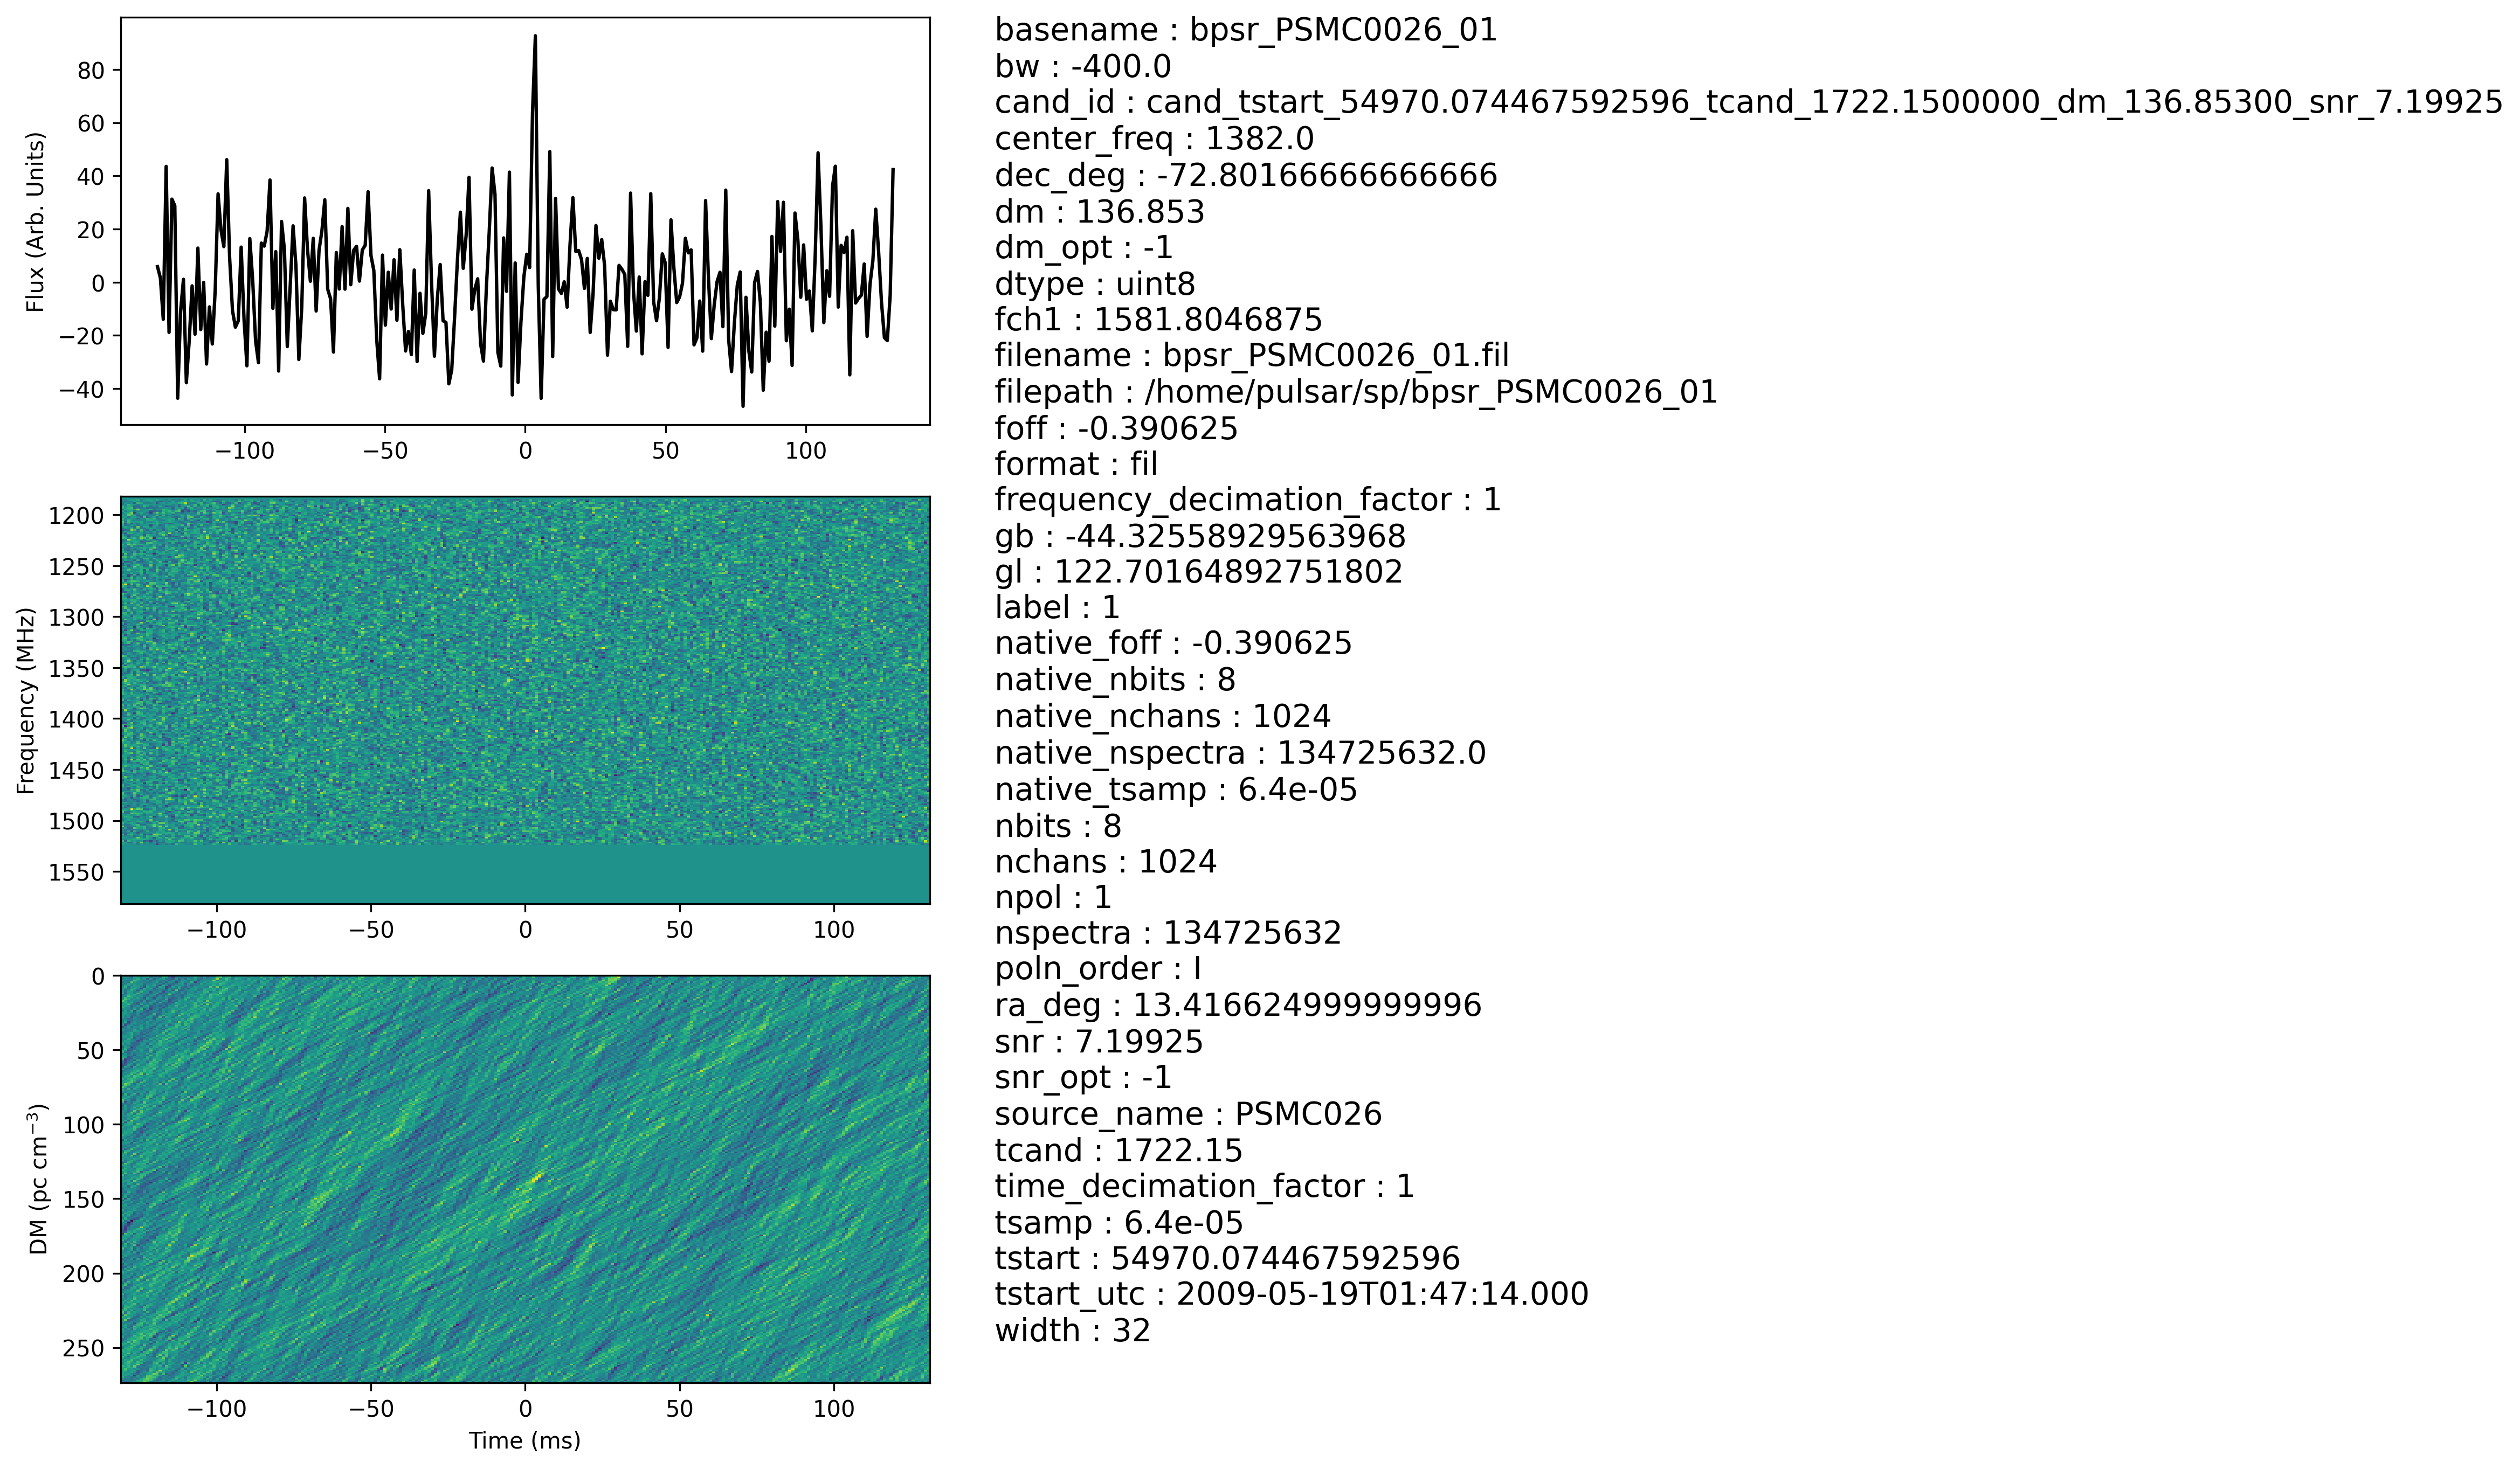 80
60
40
20
0
−20
−40
Flux (Arb. Units)
−100 −50 0 50 100
1200
1250
1300
1350
1400
1450
1500
1550
Frequency (MHz)
−100 −50 0 50 100
0
50
100
150
200
250
DM (pc cm⁻³)
−100 −50 0 50 100
Time (ms)
basename : bpsr_PSMC0026_01
bw : -400.0
cand_id : cand_tstart_54970.074467592596_tcand_1722.1500000_dm_136.85300_snr_7.19925
center_freq : 1382.0
dec_deg : -72.80166666666666
dm : 136.853
dm_opt : -1
dtype : uint8
fch1 : 1581.8046875
filename : bpsr_PSMC0026_01.fil
filepath : /home/pulsar/sp/bpsr_PSMC0026_01
foff : -0.390625
format : fil
frequency_decimation_factor : 1
gb : -44.32558929563968
gl : 122.70164892751802
label : 1
native_foff : -0.390625
native_nbits : 8
native_nchans : 1024
native_nspectra : 134725632.0
native_tsamp : 6.4e-05
nbits : 8
nchans : 1024
npol : 1
nspectra : 134725632
poln_order : I
ra_deg : 13.416624999999996
snr : 7.19925
snr_opt : -1
source_name : PSMC026
tcand : 1722.15
time_decimation_factor : 1
tsamp : 6.4e-05
tstart : 54970.074467592596
tstart_utc : 2009-05-19T01:47:14.000
width : 32